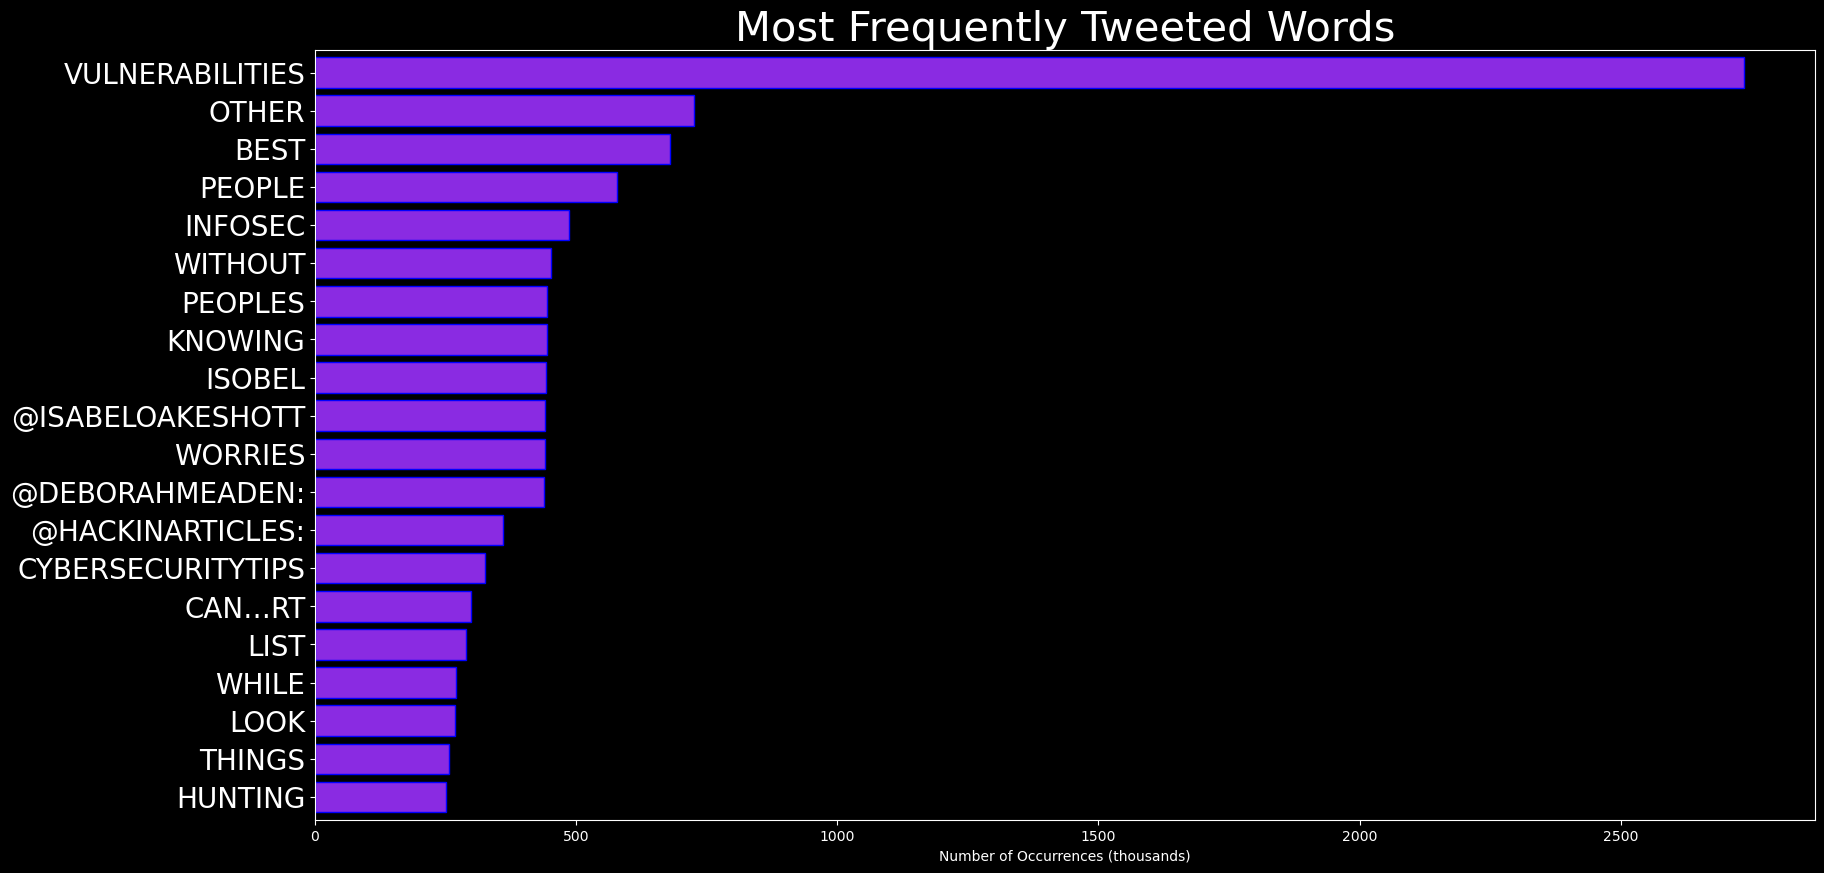 Most Frequently Tweeted Words
VULNERABILITIES
OTHER
BEST
PEOPLE
INFOSEC
WITHOUT
PEOPLES
KNOWING
ISOBEL
@ISABELOAKESHOTT
WORRIES
@DEBORAHMEADEN:
@HACKINARTICLES:
CYBERSECURITYTIPS
CAN…RT
LIST
WHILE
LOOK
THINGS
HUNTING
0 500 1000 1500 2000 2500
Number of Occurrences (thousands)